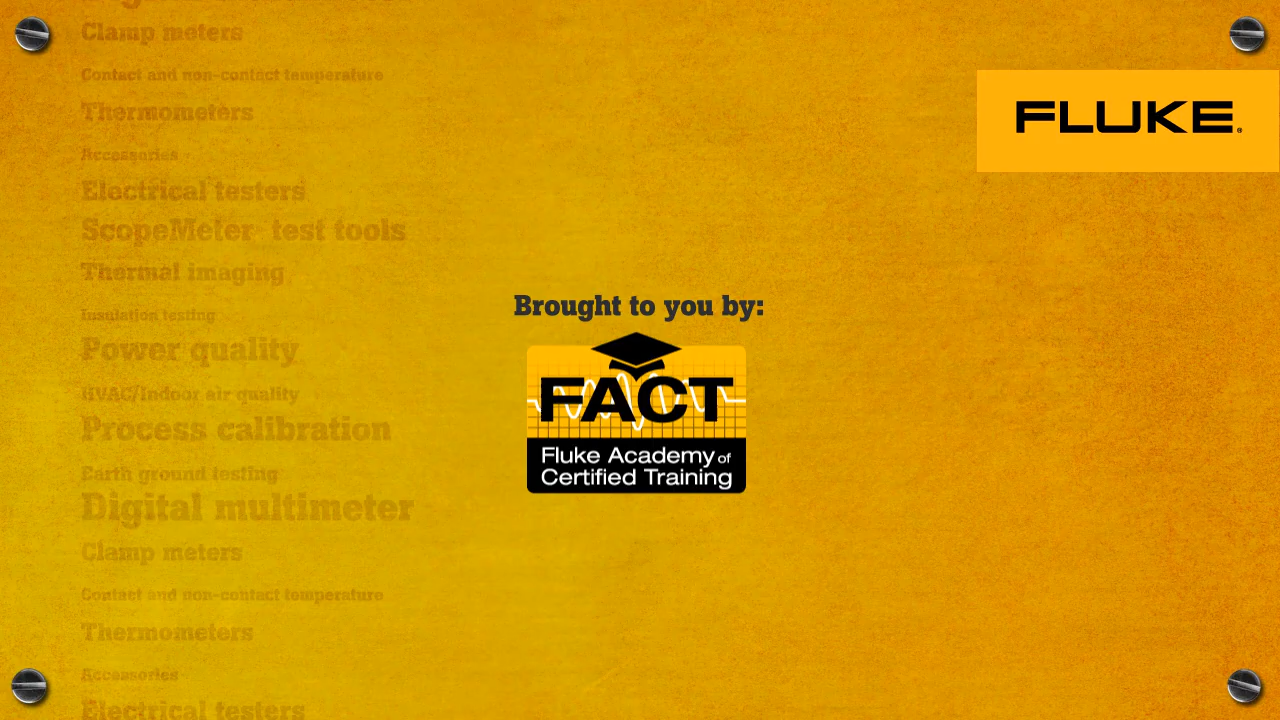 Clamp meters
Contact and non-contact temperature
Thermometers
Accessories
Electrical testers
ScopeMeter test tools
Thermal imaging
Insulation testing
Power quality
HVAC/Indoor air quality
Process calibration
Earth ground testing
Digital multimeter
Clamp meters
Contact and non-contact temperature
Thermometers
Accessories
Electrical testers
FLUKE®
Brought to you by:
FACT
Fluke Academy of
Certified Training